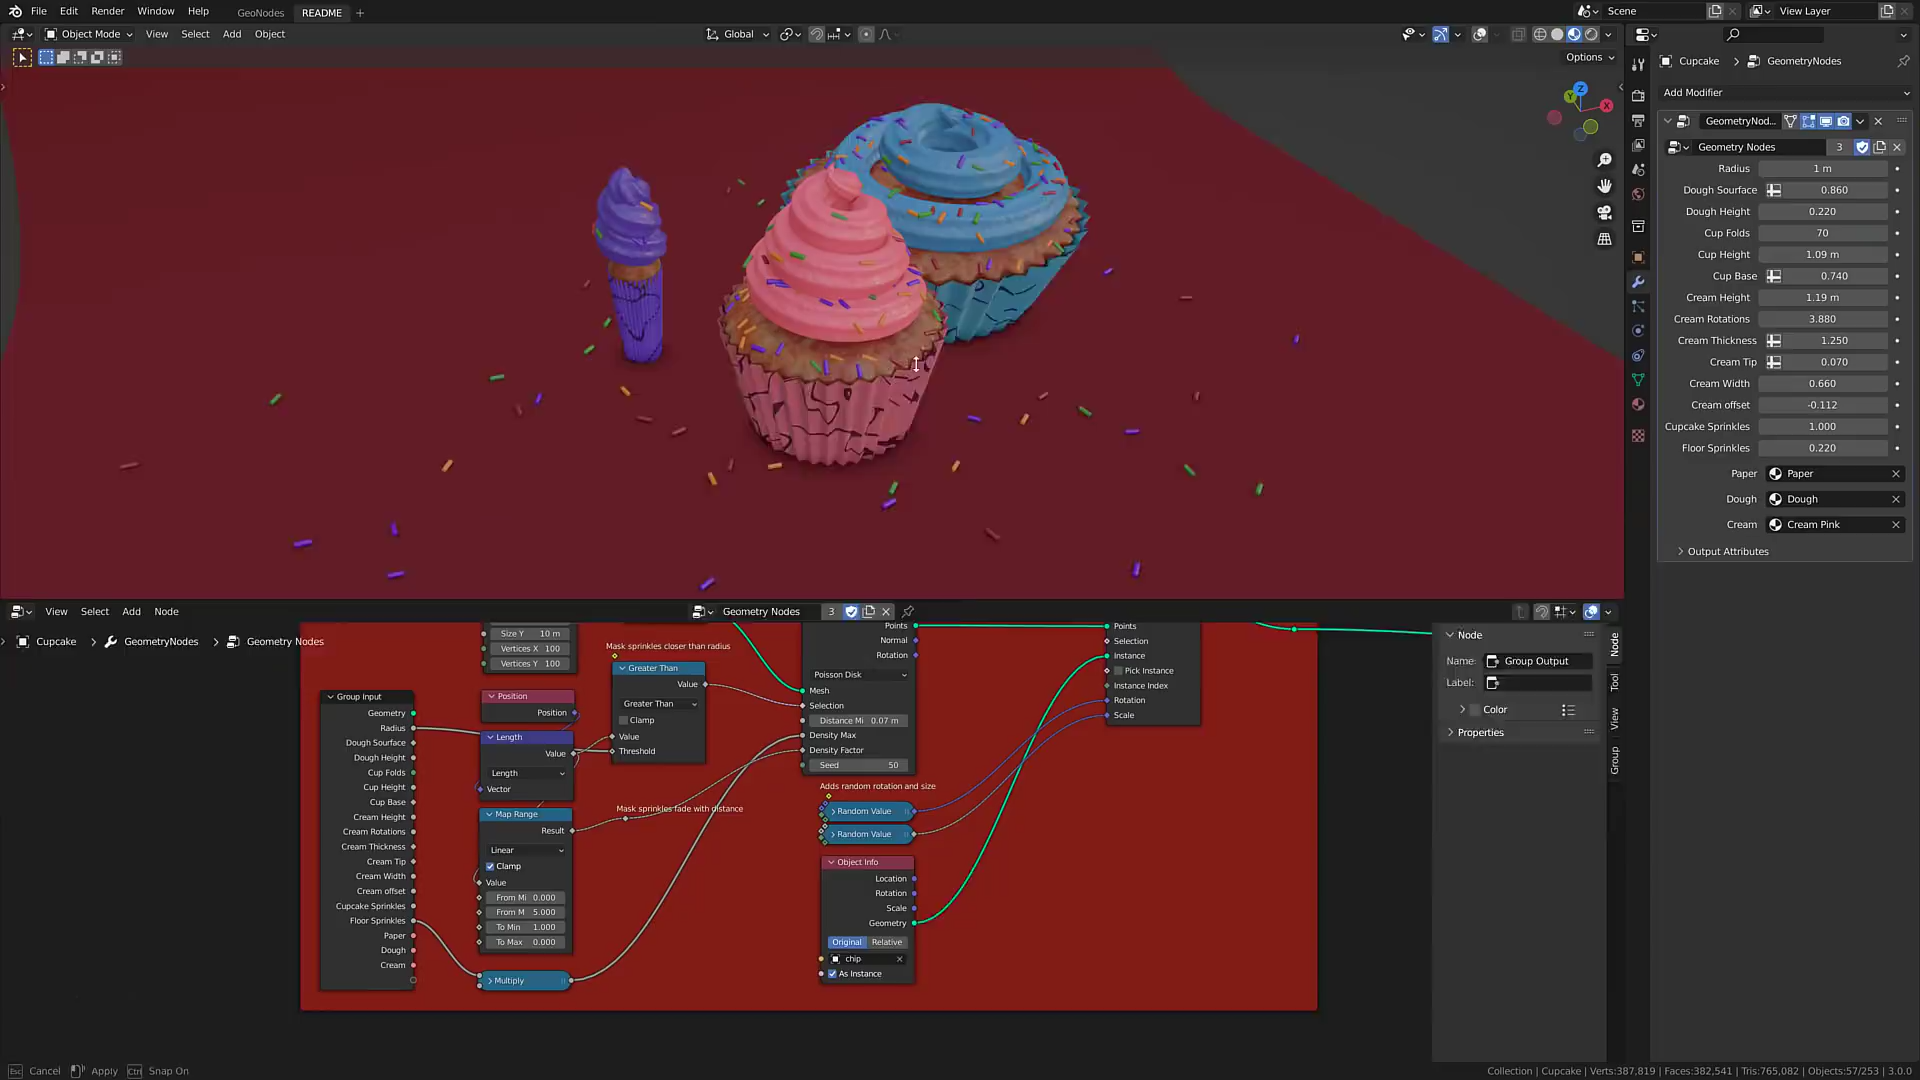 File Edit Render Window Help GeoNodes README + Scene View Layer
Object Mode View Select Add Object Global
Options
Cupcake > GeometryNodes
Add Modifier
GeometryNod...
Geometry Nodes 3
Radius 1 m
Dough Sourface 0.860
Dough Height 0.220
Cup Folds 70
Cup Height 1.09 m
Cup Base 0.740
Cream Height 1.19 m
Cream Rotations 3.880
Cream Thickness 1.250
Cream Tip 0.070
Cream Width 0.660
Cream offset -0.112
Cupcake Sprinkles 1.000
Floor Sprinkles 0.220
Paper Paper
Dough Dough
Cream Cream Pink
Output Attributes
X
Y
Z
View Select Add Node Geometry Nodes 3
Cupcake > GeometryNodes > Geometry Nodes
Size Y 10 m
Vertices X 100
Vertices Y 100
Group Input
Geometry
Radius
Dough Sourface
Dough Height
Cup Folds
Cup Height
Cup Base
Cream Height
Cream Rotations
Cream Thickness
Cream Tip
Cream Width
Cream offset
Cupcake Sprinkles
Floor Sprinkles
Paper
Dough
Cream
Position
Position
Length
Value
Length
Vector
Map Range
Result
Linear
Clamp
Value
From Mi 0.000
From M 5.000
To Min 1.000
To Max 0.000
Multiply
Mask sprinkles closer than radius
Greater Than
Value
Greater Than
Clamp
Value
Threshold
Mask sprinkles fade with distance
Points
Normal
Rotation
Poisson Disk
Mesh
Selection
Distance Mi 0.07 m
Density Max
Density Factor
Seed 50
Adds random rotation and size
Random Value
Random Value
Object Info
Location
Rotation
Scale
Geometry
Original Relative
chip
As Instance
Points
Selection
Instance
Pick Instance
Instance Index
Rotation
Scale
Node
Name: Group Output
Label:
Color
Properties
Node
Tool
View
Group
Esc Cancel Apply Ctrl Snap On
Collection | Cupcake | Verts:387,819 | Faces:382,541 | Tris:765,082 | Objects:57/253 | 3.0.0